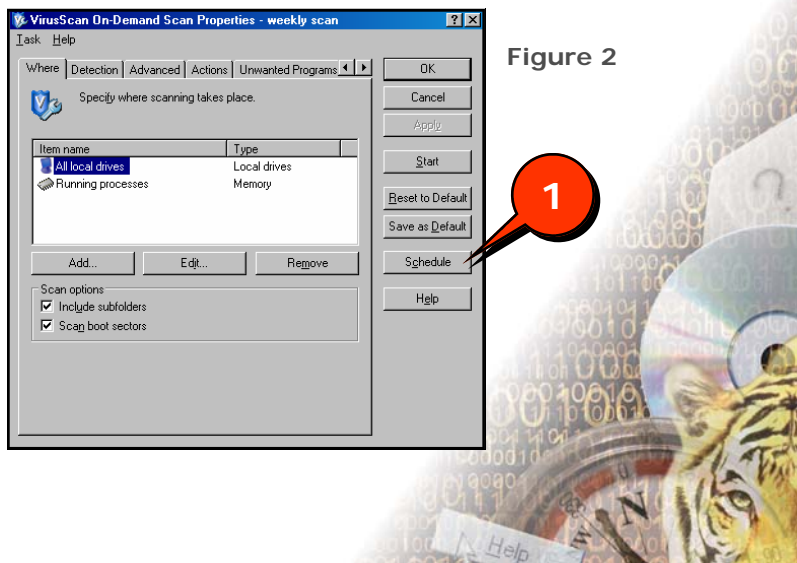 VirusScan On-Demand Scan Properties - weekly scan
Task Help
Where Detection Advanced Actions Unwanted Programs
Specify where scanning takes place.
Item name Type
All local drives Local drives
Running processes Memory
Add... Edit... Remove
Scan options
Include subfolders
Scan boot sectors
OK
Cancel
Apply
Start
Reset to Default
Save as Default
Schedule
Help
Figure 2
1
N
Help